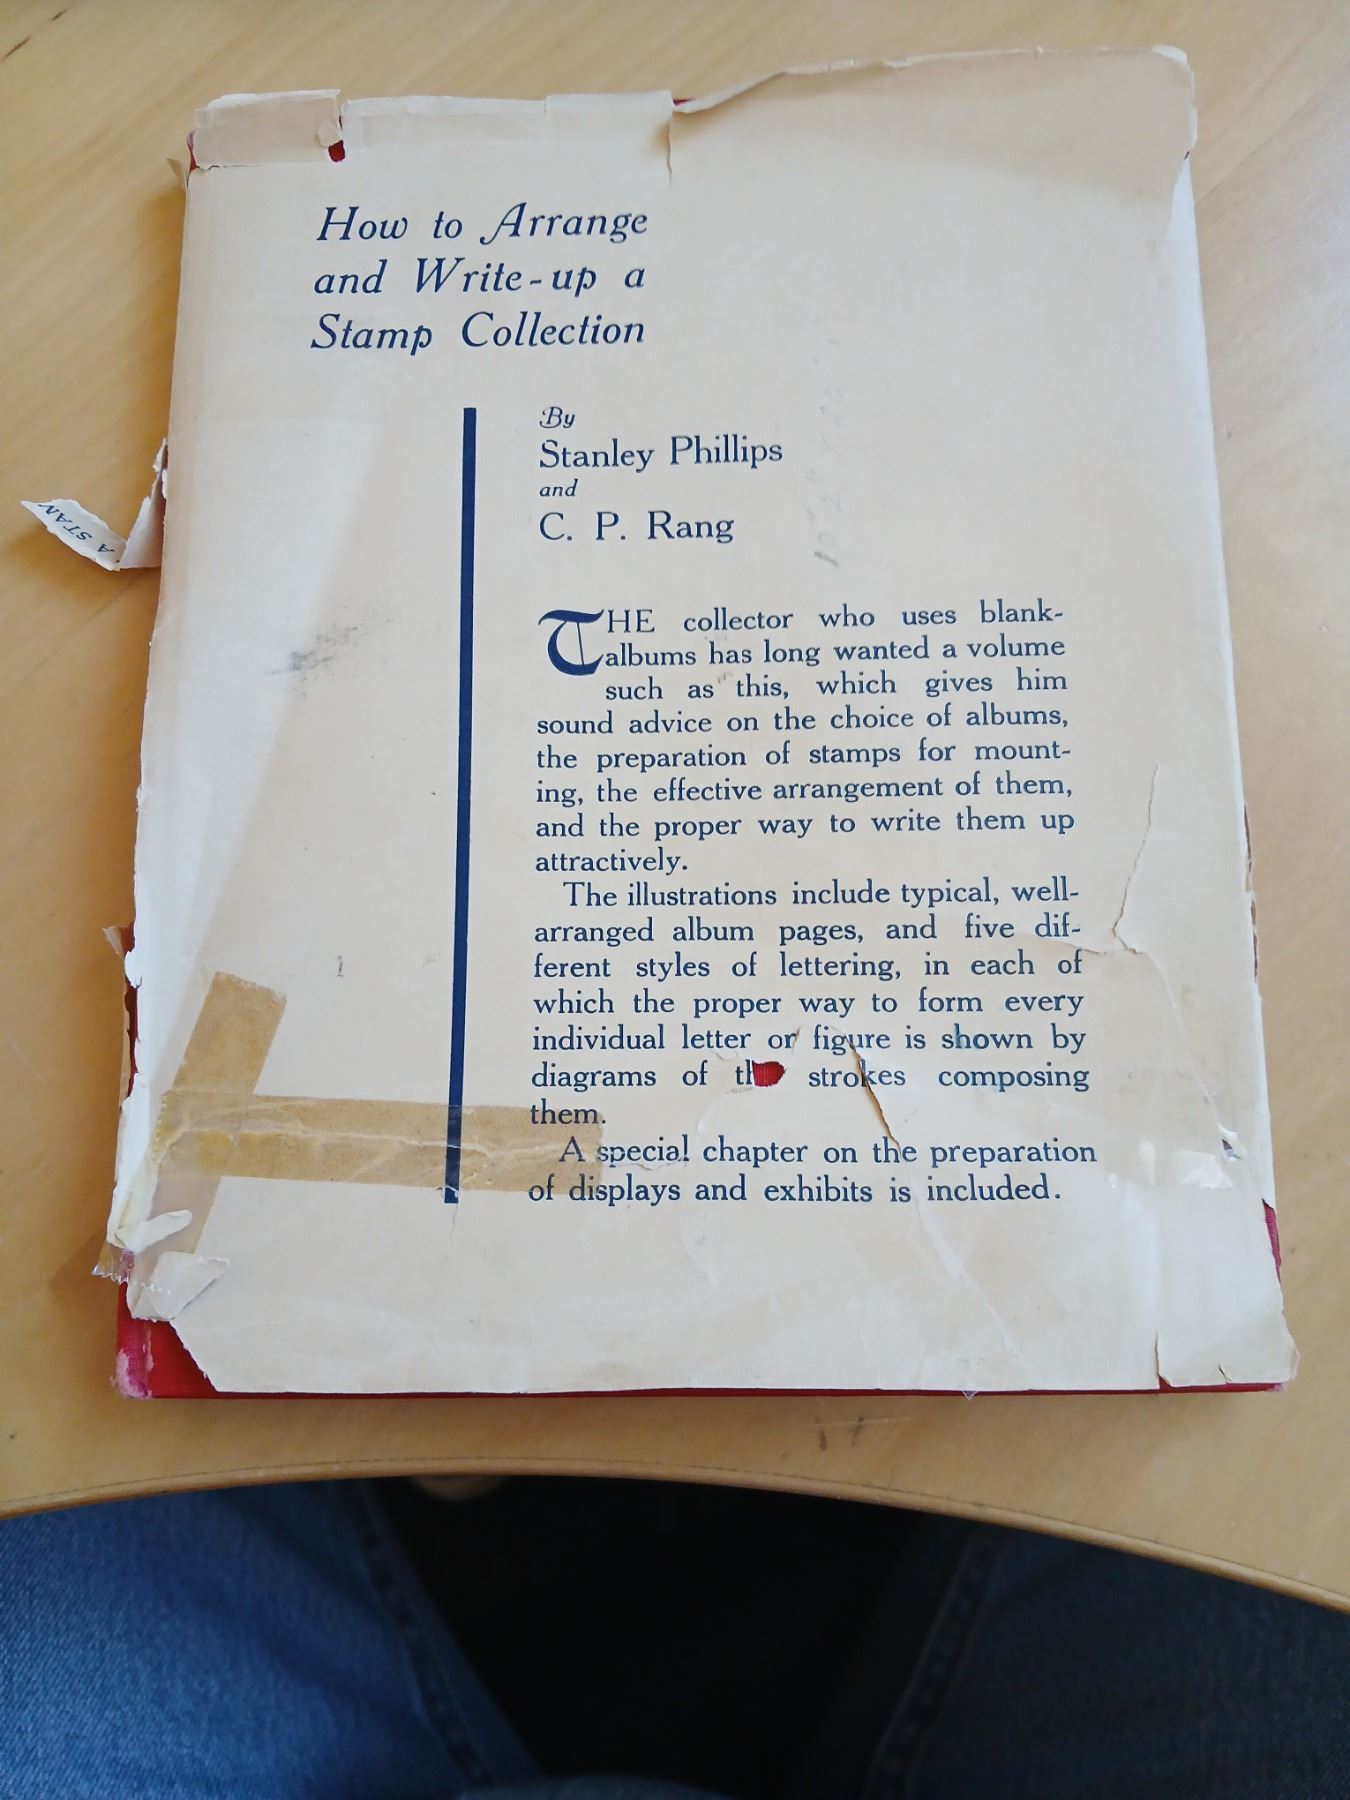 How to Arrange
and Write-up a
Stamp Collection
By
Stanley Phillips
and
C. P. Rang
THE collector who uses blank-
albums has long wanted a volume
such as this, which gives him
sound advice on the choice of albums,
the preparation of stamps for mount-
ing, the effective arrangement of them,
and the proper way to write them up
attractively.
The illustrations include typical, well-
arranged album pages, and five dif-
ferent styles of lettering, in each of
which the proper way to form every
individual letter or figure is shown by
diagrams of strokes composing
them.
A special chapter on the preparation
of displays and exhibits is included.
A STAN